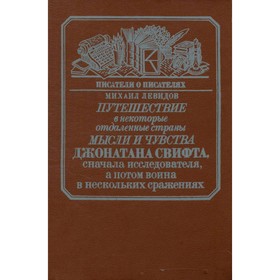 ПИСАТЕЛИ О ПИСАТЕЛЯХ
МИХАИЛ ЛЕВИДОВ
ПУТЕШЕСТВИЕ
в некоторые
отдаленные страны
МЫСЛИ И ЧУВСТВА
ДЖОНАТАНА СВИФТА,
сначала исследователя,
а потом воина
в нескольких сражениях